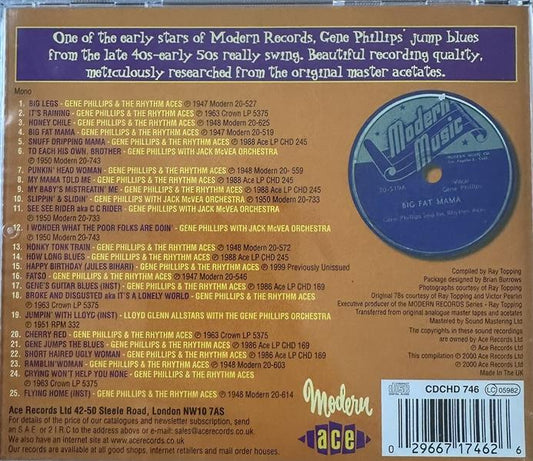 One of the early stars of Modern Records, Gene Phillips' jump blues
from the late 40s-early 50s really swing. Beautiful recording quality,
meticulously researched from the original master acetates.
Mono
1. BIG LEGS - GENE PHILLIPS & THE RHYTHM ACES ℗ 1947 Modern 20-527
2. IT'S RAINING - GENE PHILLIPS & THE RHYTHM ACES ℗ 1963 Crown LP 5375
3. HONEY CHILE - GENE PHILLIPS & THE RHYTHM ACES ℗ 1948 Modern 20-625
4. BIG FAT MAMA - GENE PHILLIPS & THE RHYTHM ACES ℗ 1947 Modern 20-519
5. SNUFF DRIPPING MAMA - GENE PHILLIPS & THE RHYTHM ACES ℗ 1988 Ace LP CHD 245
6. TO EACH HIS OWN, BROTHER - GENE PHILLIPS WITH JACK McVEA ORCHESTRA
℗ 1950 Modern 20-743
7. PUNKIN' HEAD WOMAN - GENE PHILLIPS & THE RHYTHM ACES ℗ 1948 Modern 20- 559
8. MY MAMA TOLD ME - GENE PHILLIPS & THE RHYTHM ACES ℗ 1988 Ace LP CHD 245
9. MY BABY'S MISTREATIN' ME - GENE PHILLIPS & THE RHYTHM ACES ℗ 1988 Ace LP CHD 245
10. SLIPPIN' & SLIDIN' - GENE PHILLIPS WITH JACK McVEA ORCHESTRA ℗ 1950 Modern 20-733
11. SEE SEE RIDER aka C C RIDER - GENE PHILLIPS WITH JACK McVEA ORCHESTRA
℗ 1950 Modern 20-733
12. I WONDER WHAT THE POOR FOLKS ARE DOIN' - GENE PHILLIPS WITH JACK McVEA ORCHESTRA
℗ 1950 Modern 20-743
13. HONKY TONK TRAIN - GENE PHILLIPS & THE RHYTHM ACES ℗ 1948 Modern 20-572
14. HOW LONG BLUES - GENE PHILLIPS & THE RHYTHM ACES ℗ 1988 Ace LP CHD 245
15. HAPPY BIRTHDAY (JULES BIHARI) - GENE PHILLIPS & THE RHYTHM ACES ℗ 1999 Previously Unissued
16. FATSO - GENE PHILLIPS & THE RHYTHM ACES ℗ 1947 Modern 20-546
17. GENE'S GUITAR BLUES (INST) - GENE PHILLIPS & THE RHYTHM ACES ℗ 1986 Ace LP CHD 169
18. BROKE AND DISGUSTED aka IT'S A LONELY WORLD - GENE PHILLIPS & THE RHYTHM ACES
℗ 1963 Crown LP 5375
19. JUMPIN' WITH LLOYD - LLOYD GLENN ALLSTARS WITH THE GENE PHILLIPS ORCHESTRA
℗ 1951 RPM 332
20. CHERRY RED - GENE PHILLIPS & THE RHYTHM ACES ℗ 1963 Crown LP 5375
21. GENE JUMPS THE BLUES - GENE PHILLIPS & THE RHYTHM ACES ℗ 1986 Ace LP CHD 169
22. SHORT HAIRED UGLY WOMAN - GENE PHILLIPS & THE RHYTHM ACES ℗ 1986 Ace LP CHD 169
23. RAMBLIN' WOMAN - GENE PHILLIPS & THE RHYTHM ACES ℗ 1986 Ace LP CHD 169
24. CRYING WON'T HELP YOU NONE - GENE PHILLIPS & THE RHYTHM ACES
℗ 1963 Crown LP 5375
25. FLYING HOME (INST) - GENE PHILLIPS & THE RHYTHM ACES ℗ 1948 Modern 20-614
Modern
Music
20-519A
Vocal
Gene Phillips
BIG FAT MAMA
Gene Phillips and his Rhythm Aces
Compiled by Ray Topping
Package designed by Brian Burrows
Photographs courtesy of Ray Topping
Original 78s courtesy of Ray Topping and Victor Pearlin
Executive producer of the MODERN RECORDS Series - Ray Topping
Transferred from original analogue master tapes and acetates
Mastered by Sound Mastering Ltd
The copyrights in these sound recordings
are owned by
℗ Ace Records Ltd
This compilation ℗ 2000 Ace Records Ltd
© 2000 Ace Records Ltd
Made in The UK
Ace Records Ltd 42-50 Steele Road, London NW10 7AS
For details of the price of our catalogues and newsletter subscription, send
an S A E or 2 I R C to the address above or e-mail: sales@acerecords.co.uk
We also have an internet site at www.acerecords.co.uk
Our records are available at all good shops, internet retailers and mail order houses.
Modern
ACE
CDCHD 746
LC 05982
0 29667 17462 6